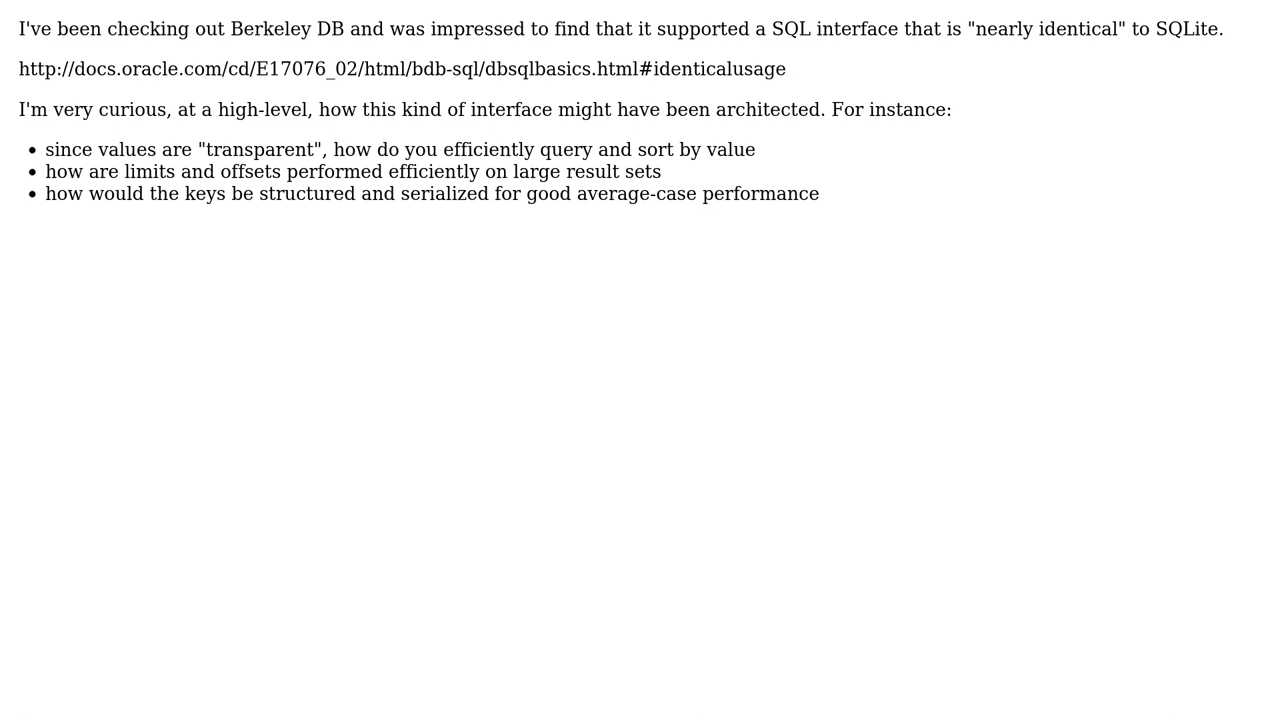 I've been checking out Berkeley DB and was impressed to find that it supported a SQL interface that is "nearly identical" to SQLite.
http://docs.oracle.com/cd/E17076_02/html/bdb-sql/dbsqlbasics.html#identicalusage
I'm very curious, at a high-level, how this kind of interface might have been architected. For instance:
• since values are "transparent", how do you efficiently query and sort by value
• how are limits and offsets performed efficiently on large result sets
• how would the keys be structured and serialized for good average-case performance